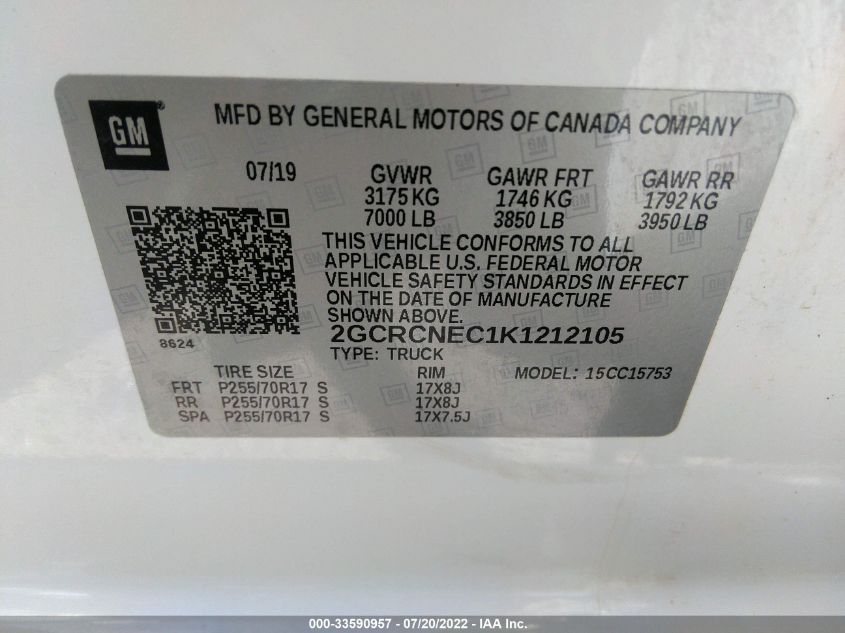 GM®
MFD BY GENERAL MOTORS OF CANADA COMPANY
07/19 GVWR GAWR FRT GAWR RR
3175 KG 1746 KG 1792 KG
7000 LB 3850 LB 3950 LB
THIS VEHICLE CONFORMS TO ALL
APPLICABLE U.S. FEDERAL MOTOR
VEHICLE SAFETY STANDARDS IN EFFECT
ON THE DATE OF MANUFACTURE
SHOWN ABOVE.
8624
2GCRCNEC1K1212105
TYPE: TRUCK
TIRE SIZE RIM MODEL: 15CC15753
FRT P255/70R17 S 17X8J
RR P255/70R17 S 17X8J
SPA P255/70R17 S 17X7.5J
000-33590957 - 07/20/2022 - IAA Inc.